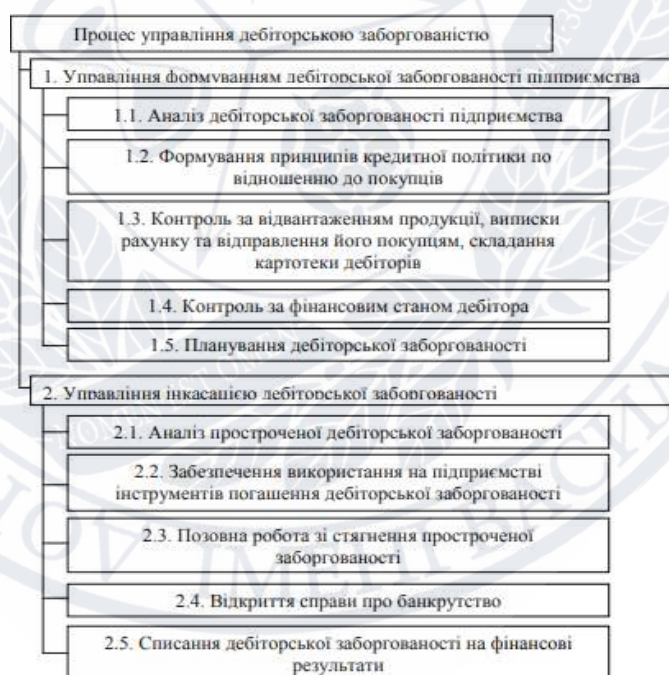 Процес управління дебіторською заборгованістю
1. Управління формуванням дебіторської заборгованості підприємства
1.1. Аналіз дебіторської заборгованості підприємства
1.2. Формування принципів кредитної політики по
відношенню до покупців
1.3. Контроль за відвантаженням продукції, виписки
рахунку та відправлення його покупцям, складання
картотеки дебіторів
1.4. Контроль за фінансовим станом дебітора
1.5. Планування дебіторської заборгованості
2. Управління інкасацією дебіторської заборгованості
2.1. Аналіз простроченої дебіторської заборгованості
2.2. Забезпечення використання на підприємстві
інструментів погашення дебіторської заборгованості
2.3. Позовна робота зі стягнення простроченої
заборгованості
2.4. Відкриття справи про банкрутство
2.5. Списання дебіторської заборгованості на фінансові
результати
ІМЕНІ